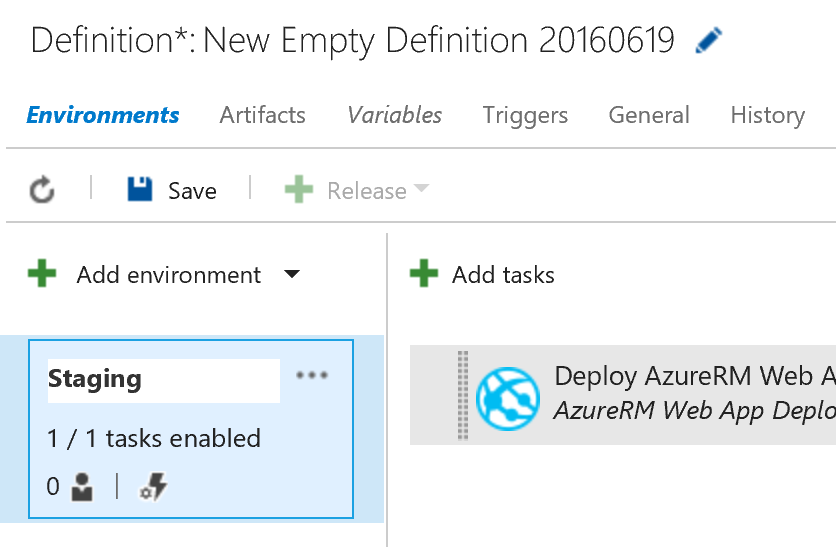 Definition*: New Empty Definition 20160619
Environments Artifacts Variables Triggers General History
Save Release
Add environment Add tasks
Staging
1 / 1 tasks enabled
0
Deploy AzureRM Web A
AzureRM Web App Deplo